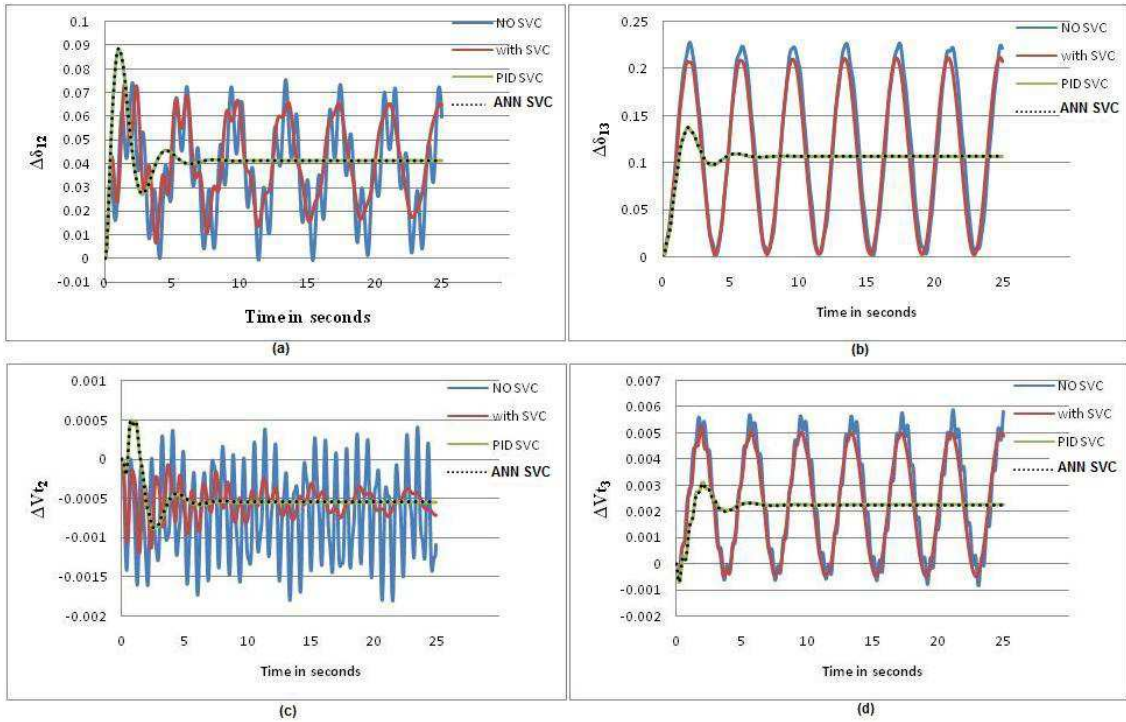 0.1
0.09
0.08
0.07
0.06
0.05
0.04
0.03
0.02
0.01
0
-0.01
Δδ12
0 5 10 15 20 25
Time in seconds
NO SVC
with SVC
PID SVC
ANN SVC
(a)
0.25
0.2
0.15
0.1
0.05
0
Δδ13
0 5 10 15 20 25
Time in seconds
NO SVC
with SVC
PID SVC
ANN SVC
(b)
0.001
0.0005
0
-0.0005
-0.001
-0.0015
-0.002
ΔVt2
0 5 10 15 20 25
Time in seconds
NO SVC
with SVC
PID SVC
ANN SVC
(c)
0.007
0.006
0.005
0.004
0.003
0.002
0.001
0
-0.001
-0.002
ΔVt3
0 5 10 15 20 25
Time in seconds
NO SVC
with SVC
PID SVC
ANN SVC
(d)